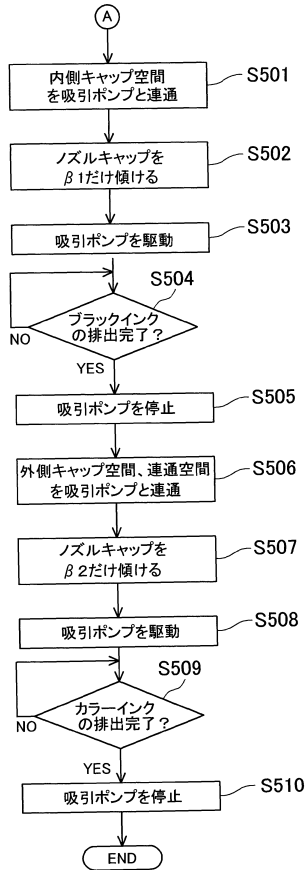 A
内側キャップ空間
を吸引ポンプと連通
S501
ノズルキャップを
β1だけ傾ける
S502
吸引ポンプを駆動
S503
S504
ブラックインク
の排出完了?
NO
YES
吸引ポンプを停止
S505
外側キャップ空間、連通空間
を吸引ポンプと連通
S506
ノズルキャップを
β2だけ傾ける
S507
吸引ポンプを駆動
S508
S509
カラーインク
の排出完了?
NO
YES
吸引ポンプを停止
S510
END